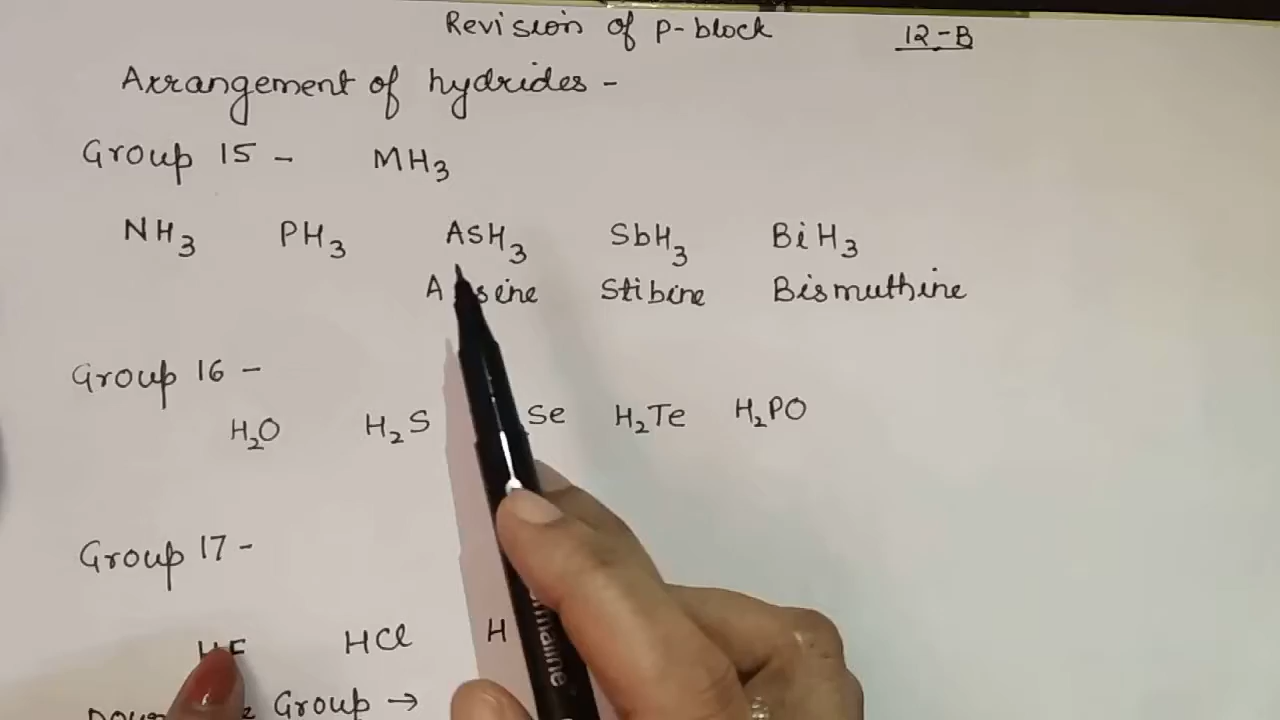 Revision of p-block 12-B
Arrangement of hydrides -
Group 15 - MH3
NH3 PH3 AsH3 SbH3 BiH3
Stibine Bismuthine
Group 16 -
H2O H2S Se H2Te H2PO
Group 17 -
HCl H
Group →